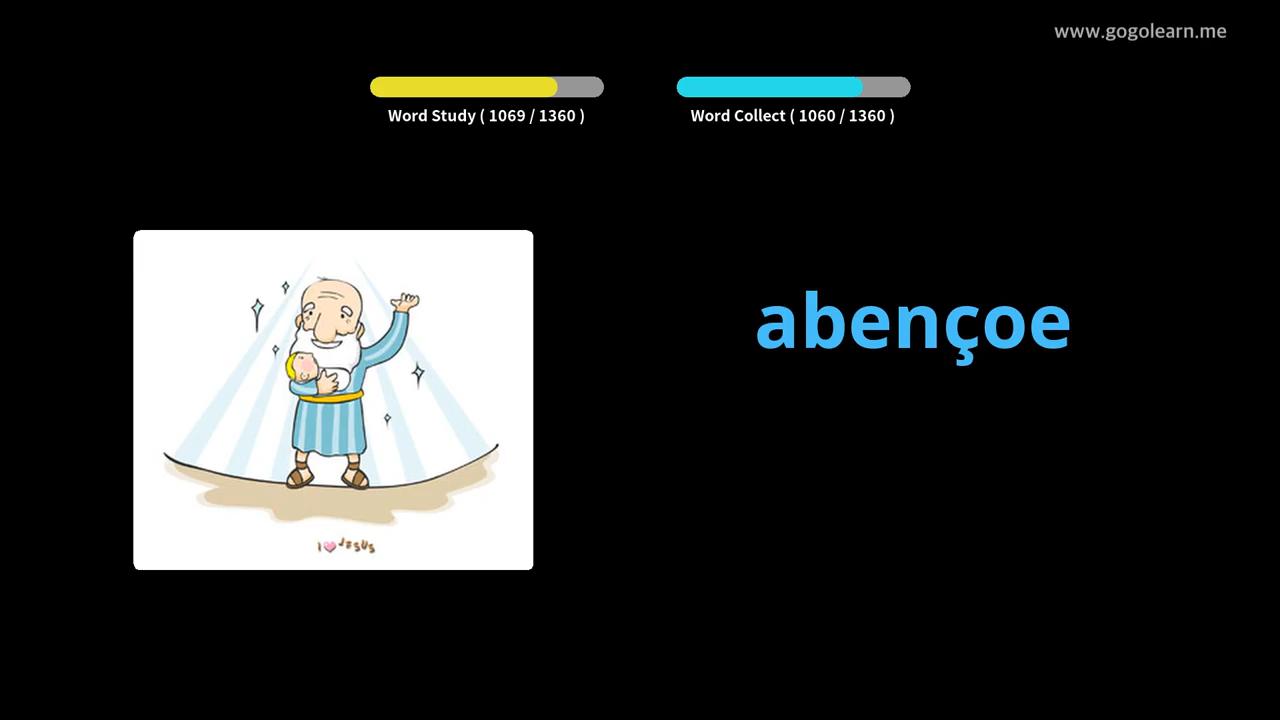 www.gogolearn.me
Word Study ( 1069 / 1360 )
Word Collect ( 1060 / 1360 )
abençoe
I ♥ JESUS